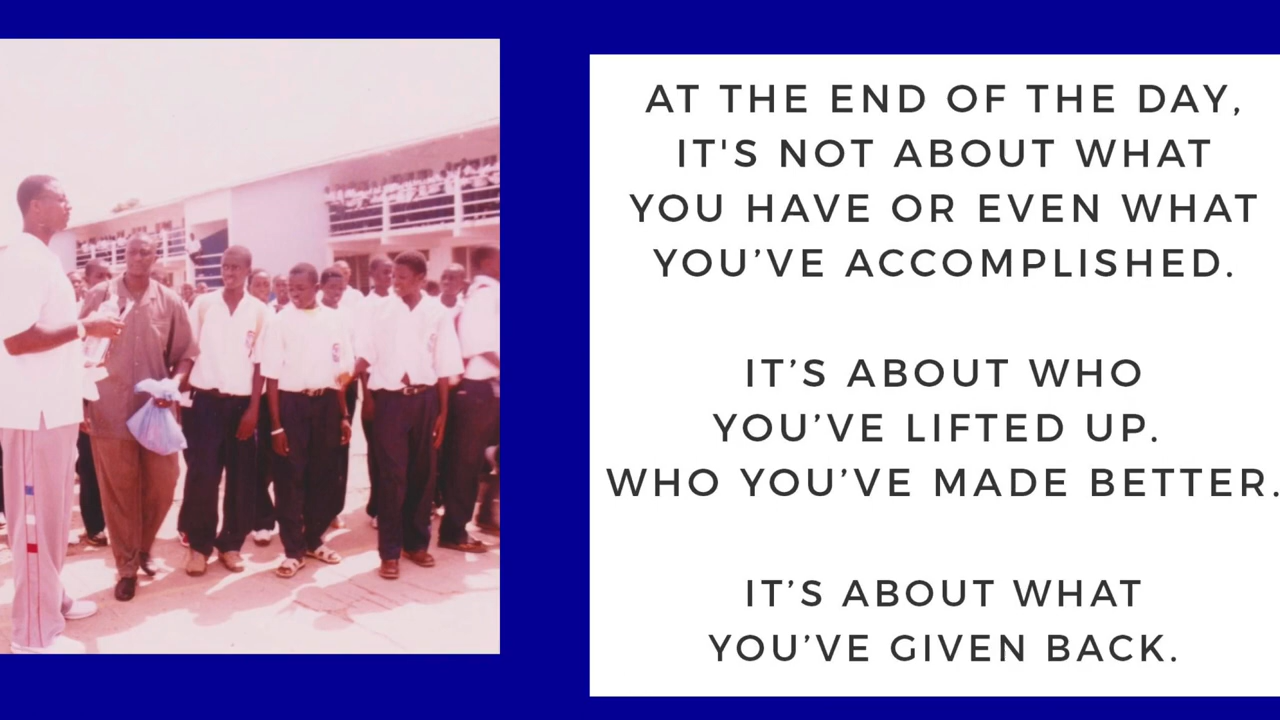 AT THE END OF THE DAY,
IT'S NOT ABOUT WHAT
YOU HAVE OR EVEN WHAT
YOU’VE ACCOMPLISHED.
IT’S ABOUT WHO
YOU’VE LIFTED UP.
WHO YOU’VE MADE BETTER.
IT’S ABOUT WHAT
YOU’VE GIVEN BACK.